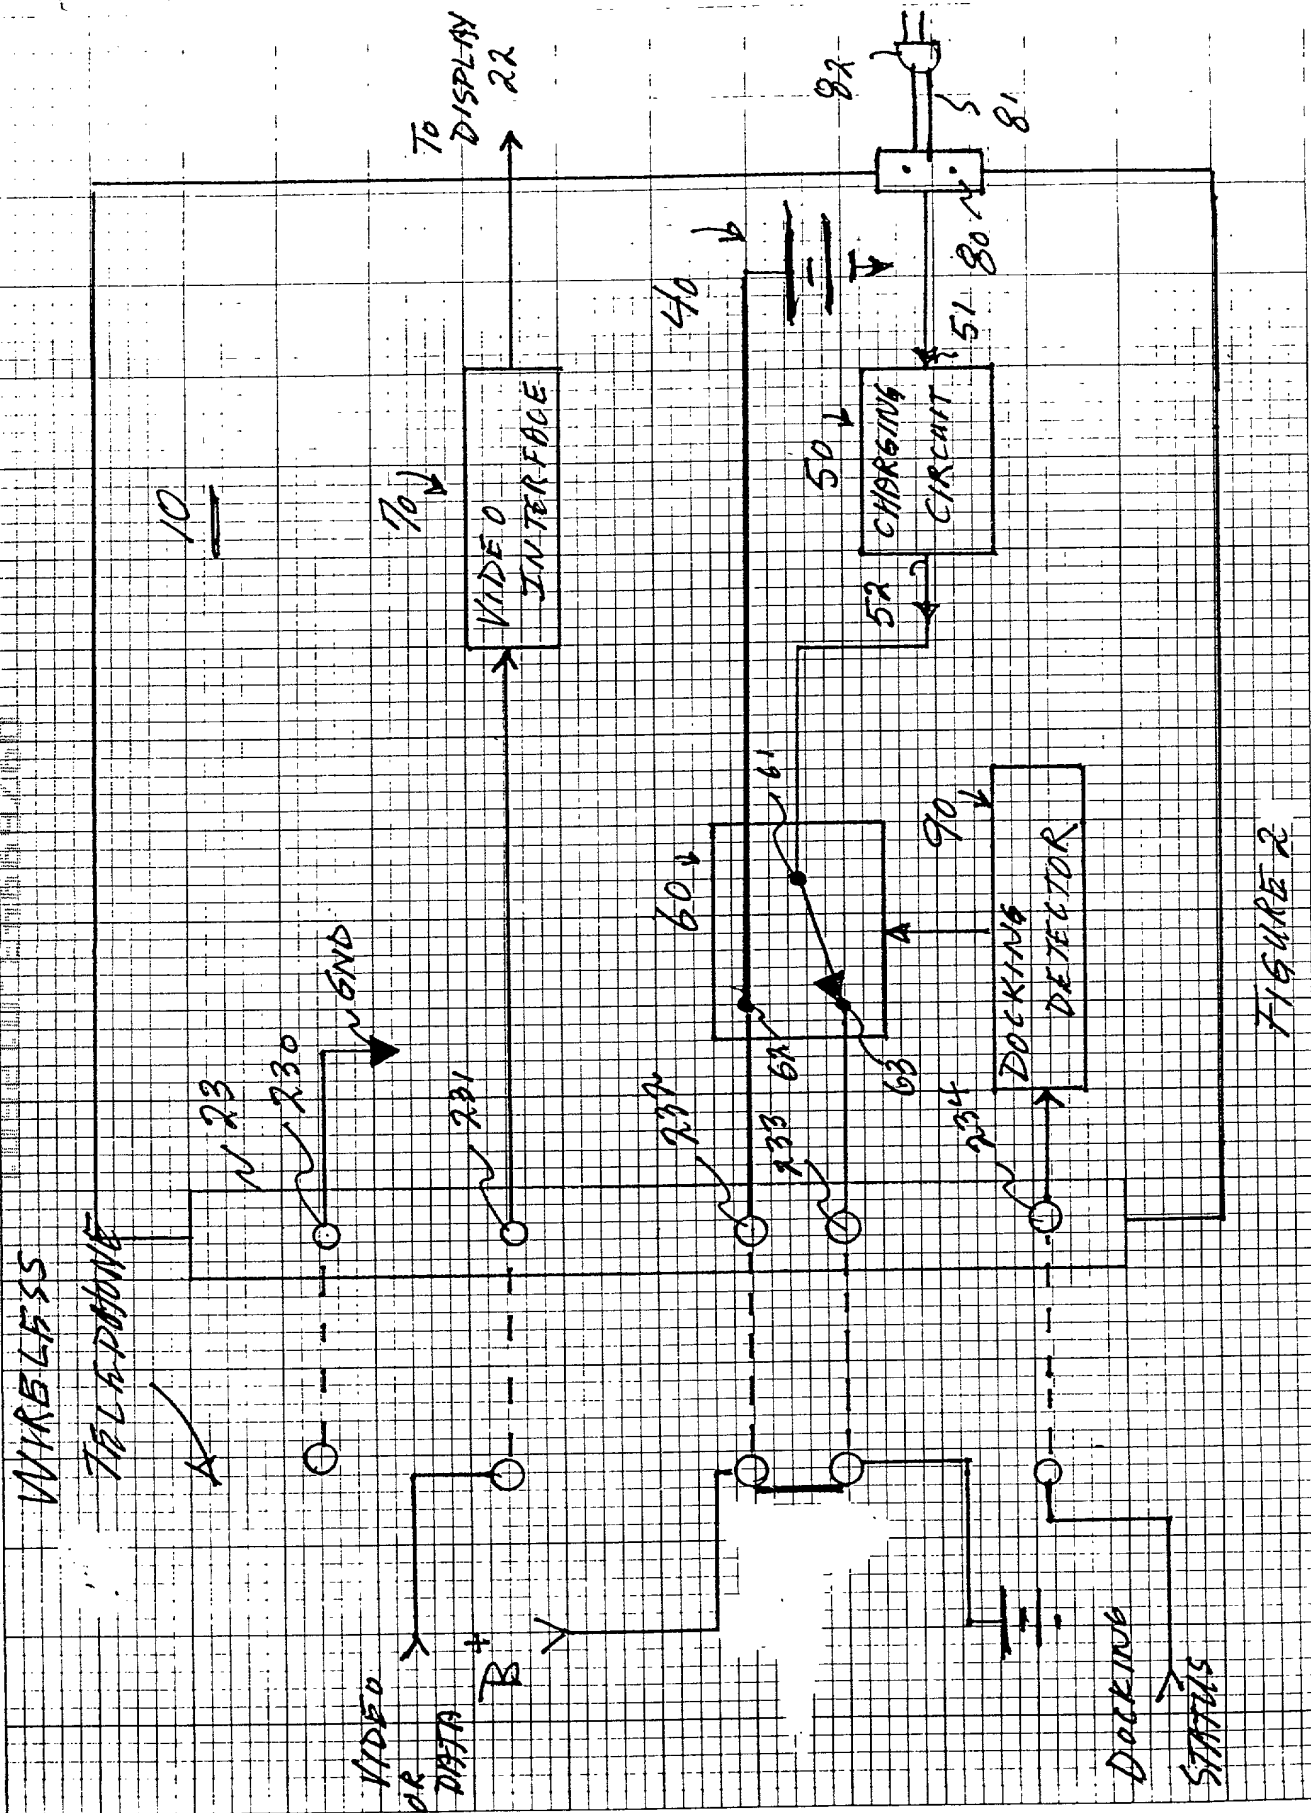 WIRELESS
TELEPHONE
VIDEO
OR
DATA
B+
DOCKING
STATUS
23
230
GND
231
232
233
234
62
63
60
61
90
DOCKING
DETECTOR
10
70
VIDEO
INTERFACE
TO
DISPLAY
22
40
50
CHARGING
CIRCUIT
52
51
80
81
82
FIGURE 2